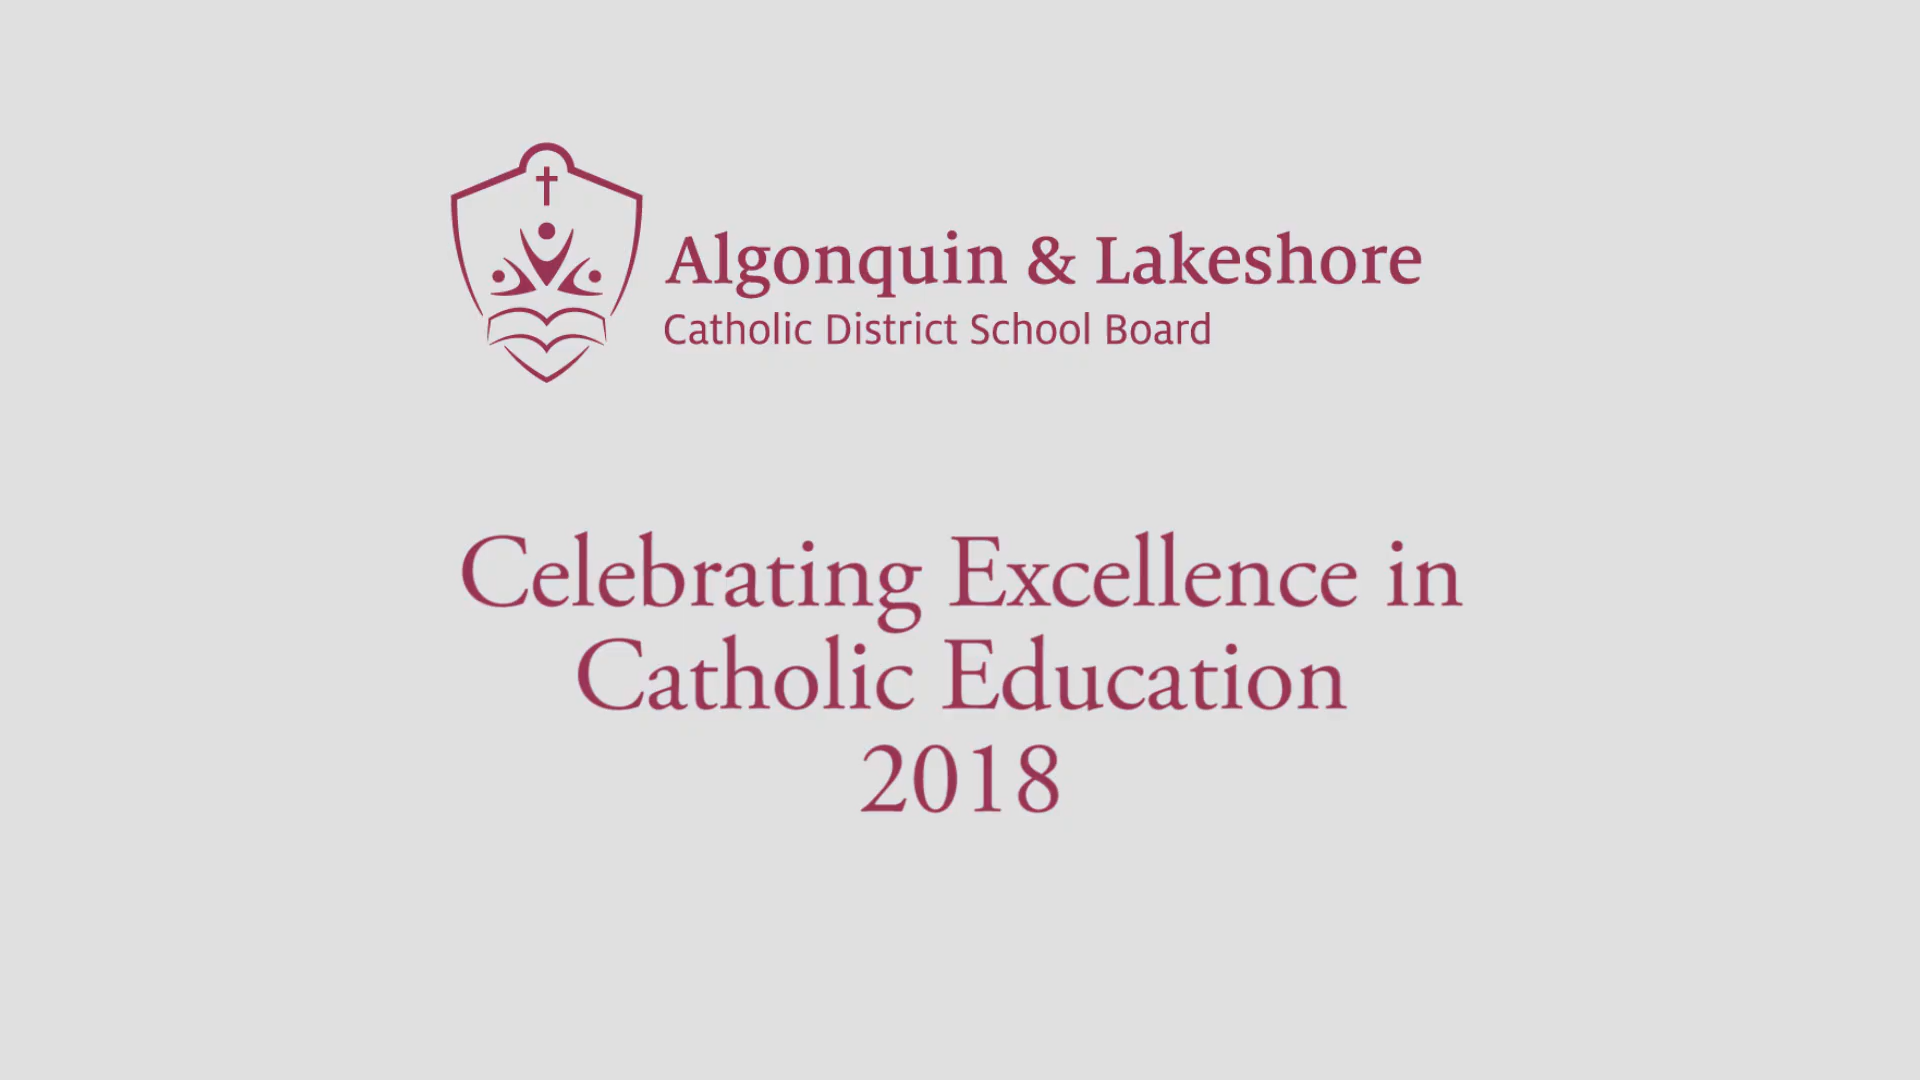 Algonquin & Lakeshore
Catholic District School Board
Celebrating Excellence in
Catholic Education
2018